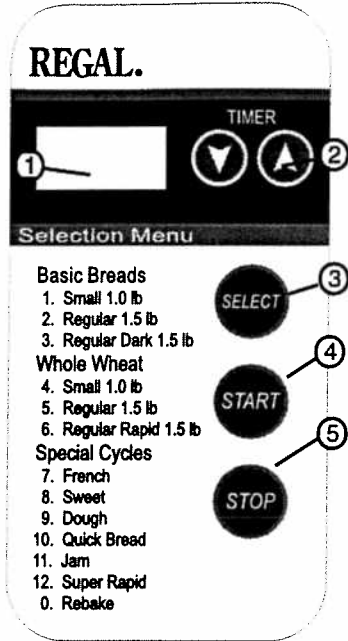 REGAL.
TIMER
1
2
Selection Menu
Basic Breads
1. Small 1.0 lb
2. Regular 1.5 lb
3. Regular Dark 1.5 lb
SELECT
3
Whole Wheat
4. Small 1.0 lb
5. Regular 1.5 lb
6. Regular Rapid 1.5 lb
START
4
Special Cycles
7. French
8. Sweet
9. Dough
10. Quick Bread
11. Jam
12. Super Rapid
0. Rebake
STOP
5